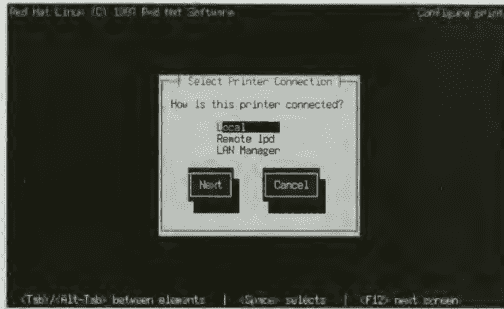 Red Hat Linux (C) 1997 Red Hat Software Configure print
Select Printer Connection
How is this printer connected?
Local
Remote lpd
LAN Manager
Next Cancel
<Tab>/<Alt-Tab> between elements | <Space> selects | <F12> next screen